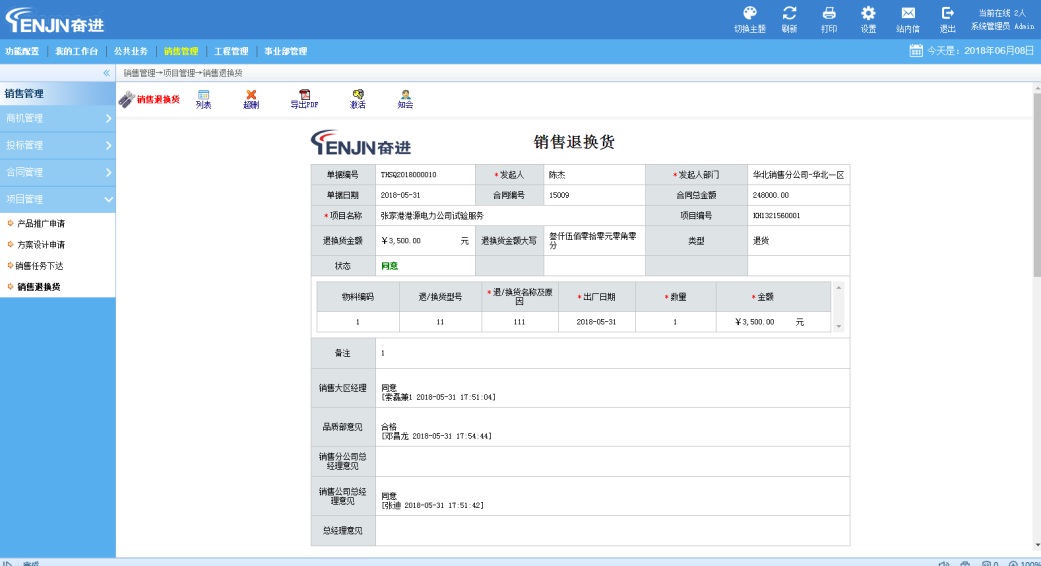 ENJIN奋进
切换主题 刷新 打印 设置 站内信 退出
当前在线 2人
系统管理员 Admin
功能配置 我的工作台 公共业务 销售管理 工程管理 事业部管理
今天是：2018年06月08日
销售管理→项目管理→销售退换货
销售管理
商机管理
投标管理
合同管理
项目管理
产品推广申请
方案设计申请
销售任务下达
销售退换货
销售退换货 列表 超删 导出PDF 激活 知会
ENJIN奋进
销售退换货
单据编号 THSQ2018000010 *发起人 陈杰 *发起人部门 华北销售分公司-华北一区
单据日期 2018-05-31 合同编号 15009 合同总金额 248000.00
*项目名称 张家港港源电力公司试验服务 项目编号 KH1321560001
退换货金额 ￥3,500.00 元 退换货金额大写 叁仟伍佰零拾零元零角零分 类型 退货
状态 同意
物料编码 退/换货型号 *退/换货名称及原因 *出厂日期 *数量 *金额
1 11 111 2018-05-31 1 ￥3,500.00 元
备注 1
销售大区经理 同意
2018-05-31 17:51:04]
品质部意见 合格
[邓昌龙 2018-05-31 17:54:44]
销售分公司总经理意见
销售公司总经理意见 同意
[张迪 2018-05-31 17:51:42]
总经理意见
完成
0 100%